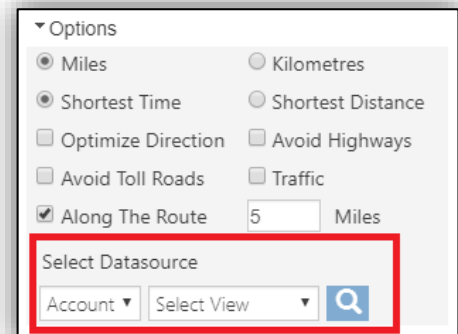 Options
Miles Kilometres
Shortest Time Shortest Distance
Optimize Direction Avoid Highways
Avoid Toll Roads Traffic
Along The Route 5 Miles
Select Datasource
Account Select View